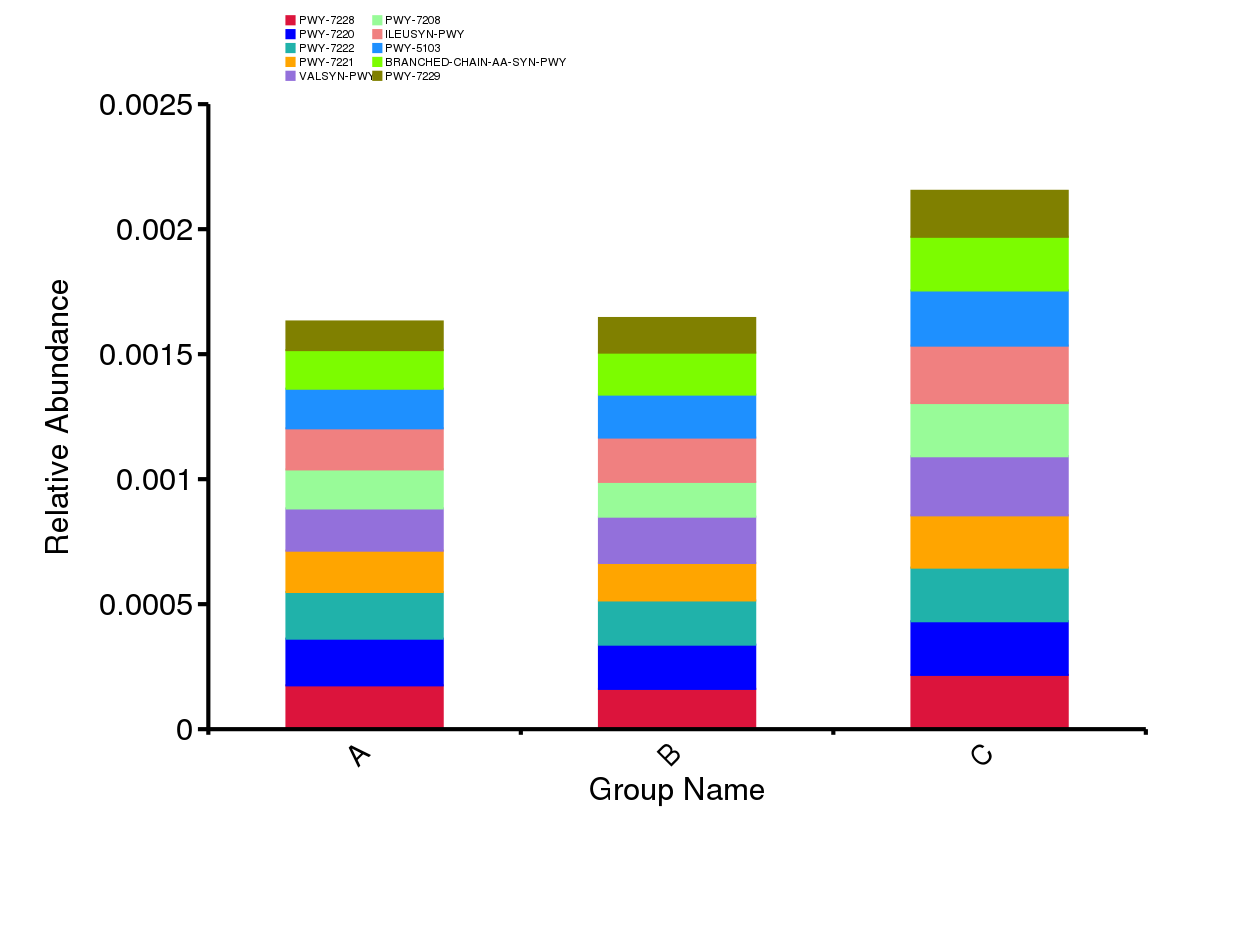 PWY-7228 PWY-7208
PWY-7220 ILEUSYN-PWY
PWY-7222 PWY-5103
PWY-7221 BRANCHED-CHAIN-AA-SYN-PWY
VALSYN-PWY PWY-7229
0.0025
0.002
0.0015
0.001
0.0005
0
Relative Abundance
A B C
Group Name